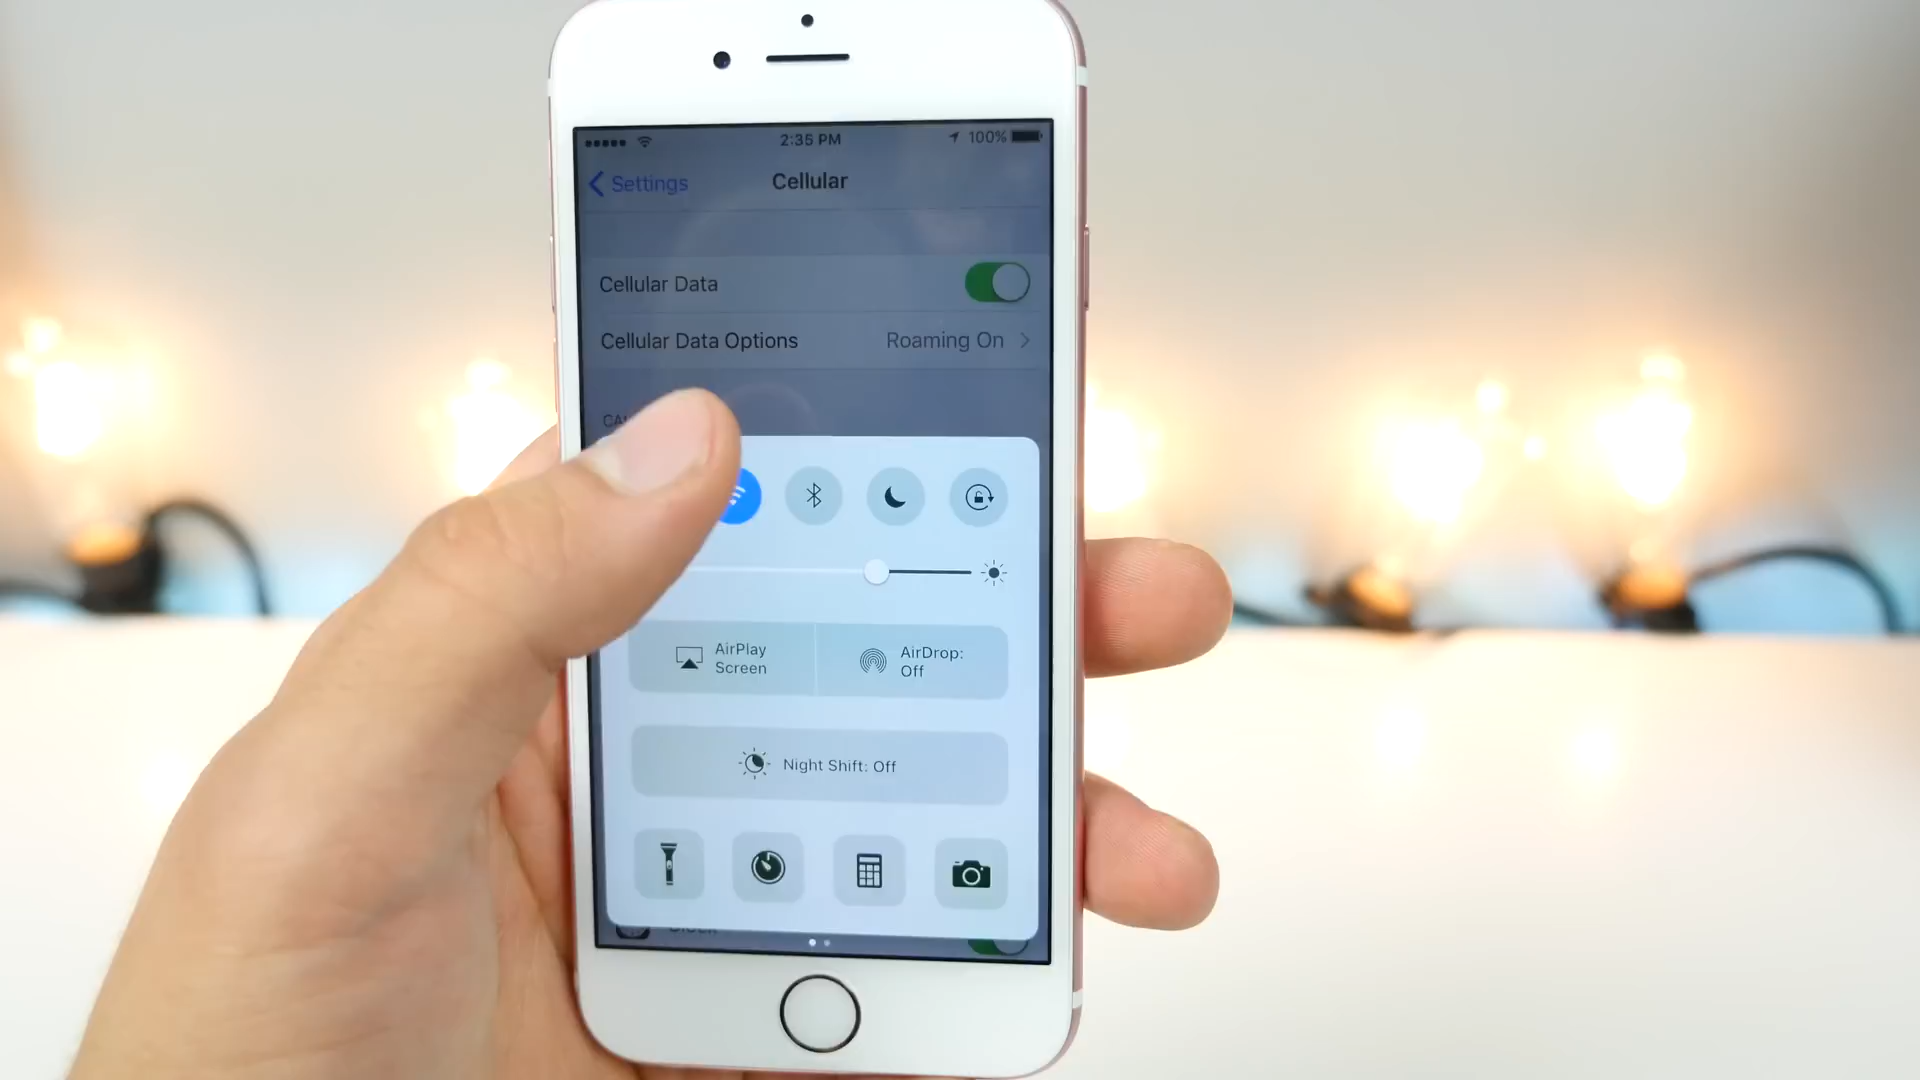 2:35 PM
100%
Settings
Cellular
Cellular Data
Cellular Data Options
Roaming On
AirPlay
Screen
AirDrop:
Off
Night Shift: Off